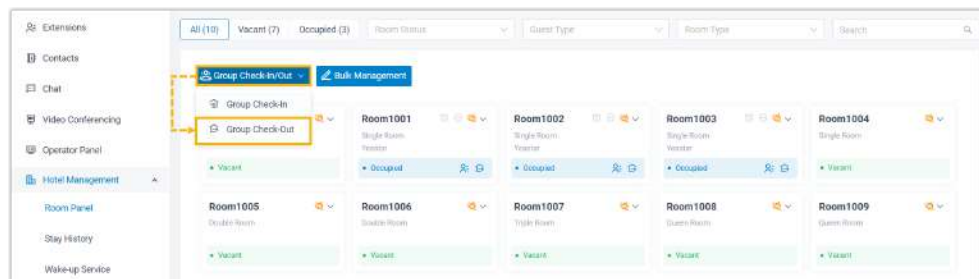 Extensions
Contacts
Chat
Video Conferencing
Operator Panel
Hotel Management
Room Panel
Stay History
Wake-up Service
All (10) Vacant (7) Occupied (3) Room Status Guest Type Room Type Search
Group Check-In/Out Bulk Management
Group Check-In
Group Check-Out
Room1001 Room1002 Room1003 Room1004
Single Room Single Room Single Room Single Room
Yeastar Yeastar Yeastar
Vacant Occupied Occupied Occupied Vacant
Room1005 Room1006 Room1007 Room1008 Room1009
Double Room Double Room Triple Room Queen Room Queen Room
Vacant Vacant Vacant Vacant Vacant